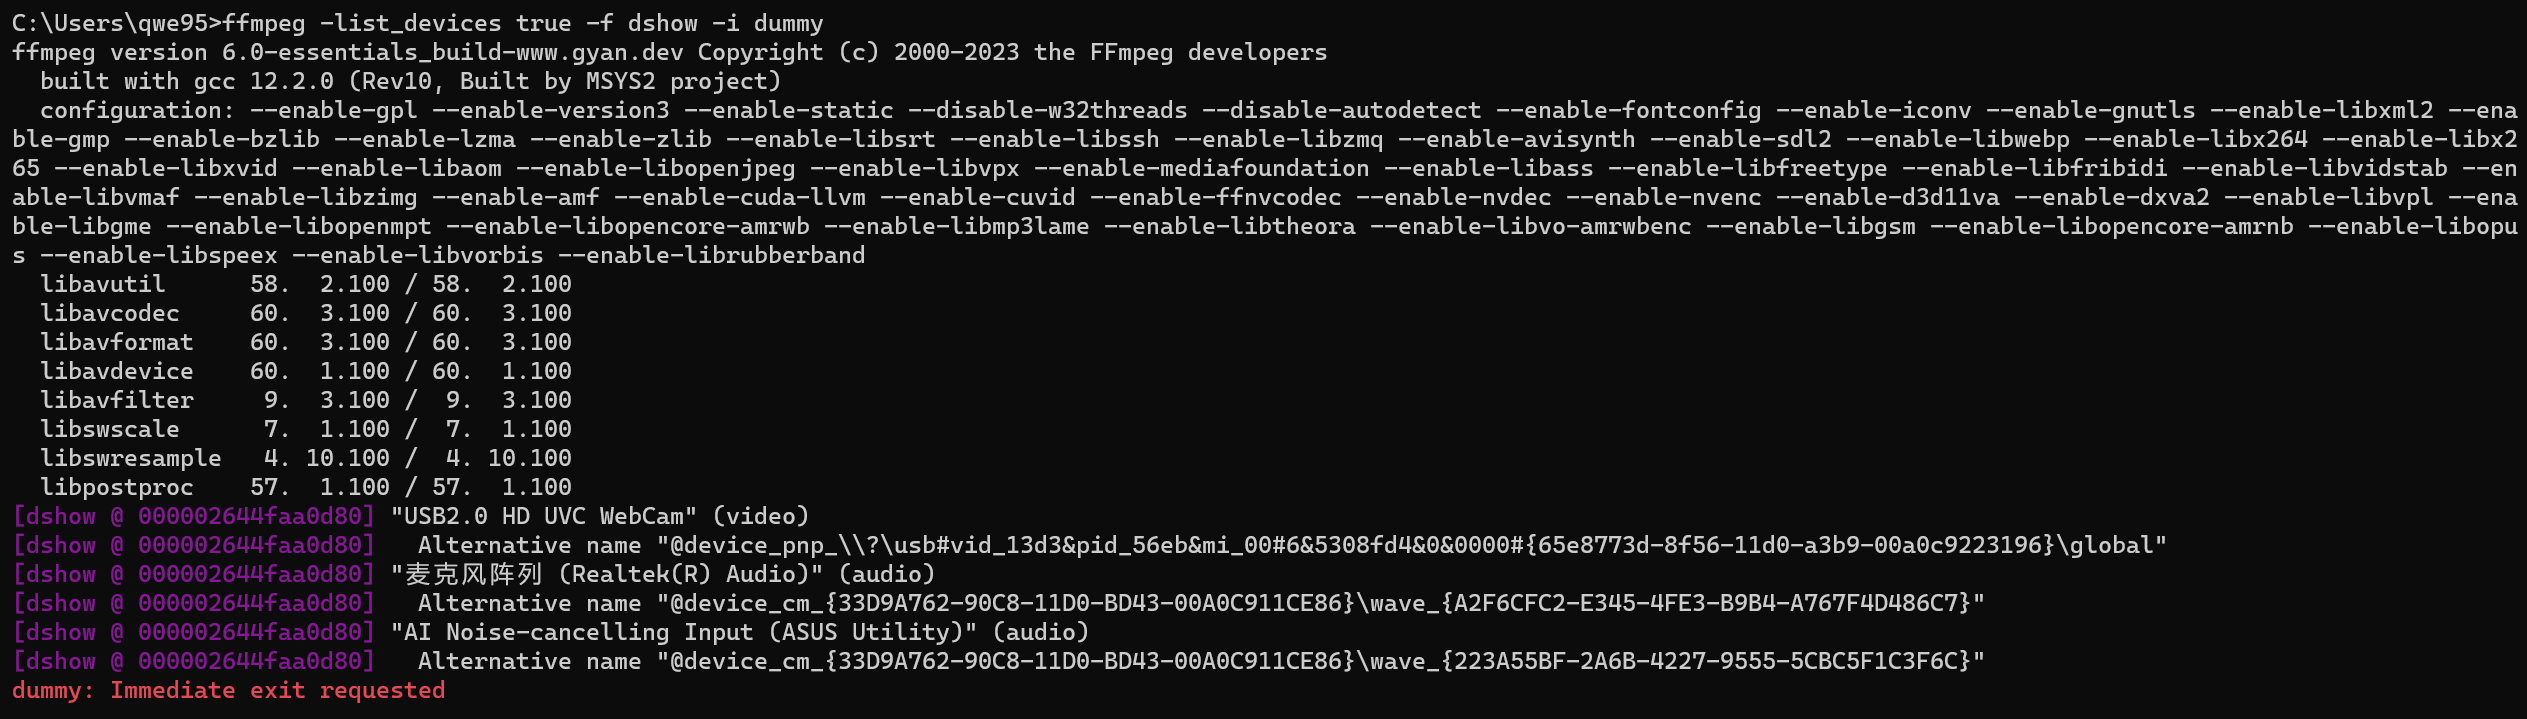 C:\Users\qwe95>ffmpeg -list_devices true -f dshow -i dummy
ffmpeg version 6.0-essentials_build-www.gyan.dev Copyright (c) 2000-2023 the FFmpeg developers
  built with gcc 12.2.0 (Rev10, Built by MSYS2 project)
  configuration: --enable-gpl --enable-version3 --enable-static --disable-w32threads --disable-autodetect --enable-fontconfig --enable-iconv --enable-gnutls --enable-libxml2 --ena
ble-gmp --enable-bzlib --enable-lzma --enable-zlib --enable-libsrt --enable-libssh --enable-libzmq --enable-avisynth --enable-sdl2 --enable-libwebp --enable-libx264 --enable-libx2
65 --enable-libxvid --enable-libaom --enable-libopenjpeg --enable-libvpx --enable-mediafoundation --enable-libass --enable-libfreetype --enable-libfribidi --enable-libvidstab --en
able-libvmaf --enable-libzimg --enable-amf --enable-cuda-llvm --enable-cuvid --enable-ffnvcodec --enable-nvdec --enable-nvenc --enable-d3d11va --enable-dxva2 --enable-libvpl --ena
ble-libgme --enable-libopenmpt --enable-libopencore-amrwb --enable-libmp3lame --enable-libtheora --enable-libvo-amrwbenc --enable-libgsm --enable-libopencore-amrnb --enable-libopu
s --enable-libspeex --enable-libvorbis --enable-librubberband
  libavutil      58.  2.100 / 58.  2.100
  libavcodec     60.  3.100 / 60.  3.100
  libavformat    60.  3.100 / 60.  3.100
  libavdevice    60.  1.100 / 60.  1.100
  libavfilter     9.  3.100 /  9.  3.100
  libswscale      7.  1.100 /  7.  1.100
  libswresample   4. 10.100 /  4. 10.100
  libpostproc    57.  1.100 / 57.  1.100
[dshow @ 000002644faa0d80] "USB2.0 HD UVC WebCam" (video)
[dshow @ 000002644faa0d80]   Alternative name "@device_pnp_\\?\usb#vid_13d3&pid_56eb&mi_00#6&5308fd4&0&0000#{65e8773d-8f56-11d0-a3b9-00a0c9223196}\global"
[dshow @ 000002644faa0d80] "麦克风阵列 (Realtek(R) Audio)" (audio)
[dshow @ 000002644faa0d80]   Alternative name "@device_cm_{33D9A762-90C8-11D0-BD43-00A0C911CE86}\wave_{A2F6CFC2-E345-4FE3-B9B4-A767F4D486C7}"
[dshow @ 000002644faa0d80] "AI Noise-cancelling Input (ASUS Utility)" (audio)
[dshow @ 000002644faa0d80]   Alternative name "@device_cm_{33D9A762-90C8-11D0-BD43-00A0C911CE86}\wave_{223A55BF-2A6B-4227-9555-5CBC5F1C3F6C}"
dummy: Immediate exit requested